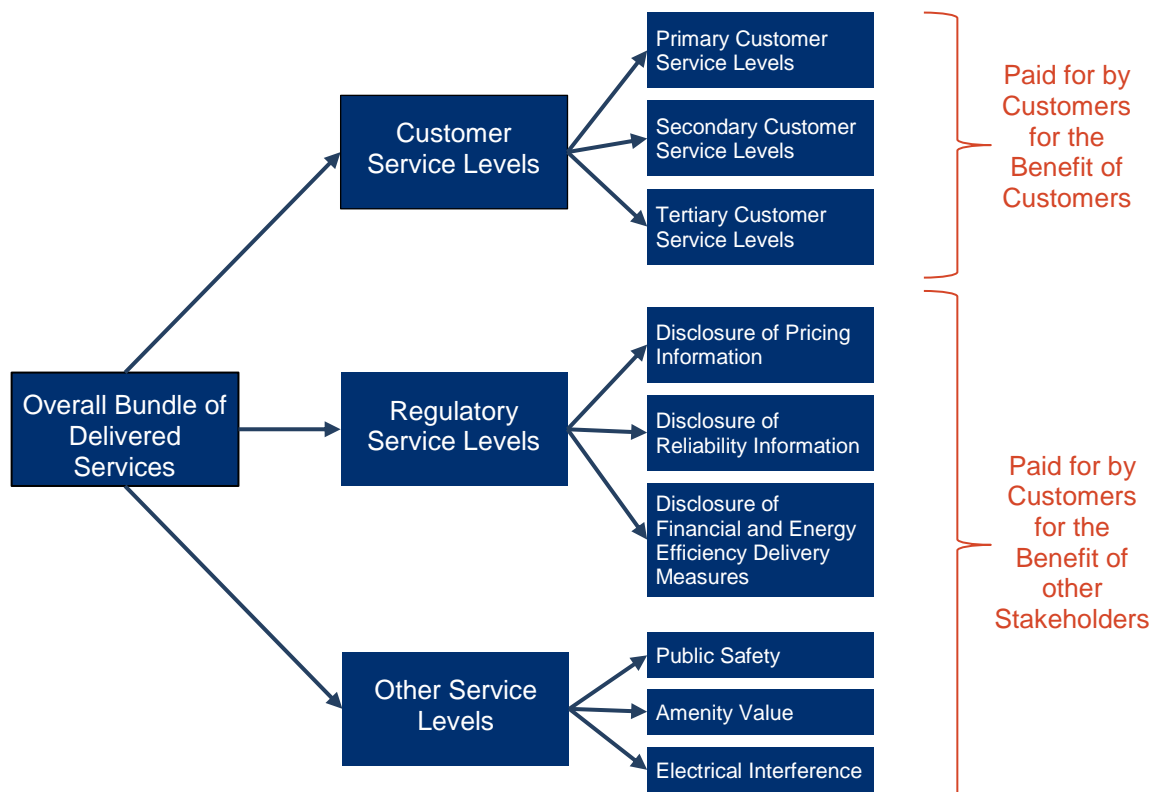 Overall Bundle of
Delivered
Services
Customer
Service Levels
Primary Customer
Service Levels
Secondary Customer
Service Levels
Tertiary Customer
Service Levels
Paid for by
Customers
for the
Benefit of
Customers
Regulatory
Service Levels
Disclosure of Pricing
Information
Disclosure of
Reliability Information
Disclosure of
Financial and Energy
Efficiency Delivery
Measures
Other Service
Levels
Public Safety
Amenity Value
Electrical Interference
Paid for by
Customers
for the
Benefit of
other
Stakeholders